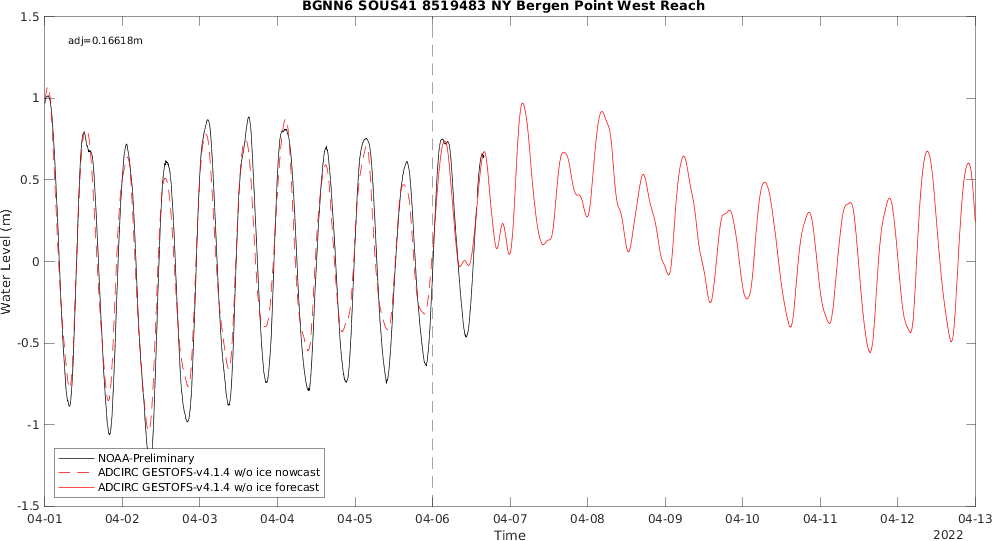 BGNN6 SOUS41 8519483 NY Bergen Point West Reach
adj=0.16618m
Water Level (m)
1.5
1
0.5
0
-0.5
-1
-1.5
NOAA-Preliminary
ADCIRC GESTOFS-v4.1.4 w/o ice nowcast
ADCIRC GESTOFS-v4.1.4 w/o ice forecast
04-01 04-02 04-03 04-04 04-05 04-06 04-07 04-08 04-09 04-10 04-11 04-12 04-13
Time
2022